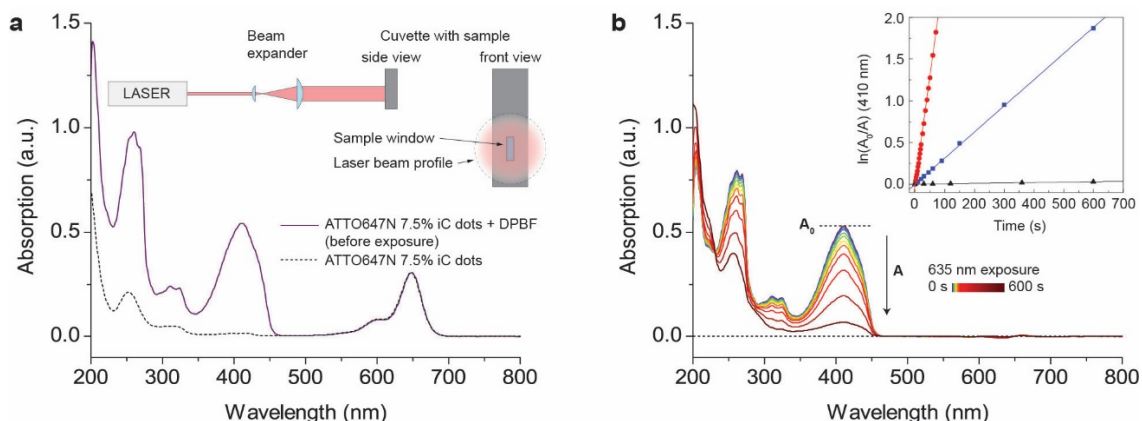 a
1.5
1.0
0.5
0.0
Absorption (a.u.)
200 300 400 500 600 700 800
Wavelength (nm)
LASER
Beam
expander
Cuvette with sample
side view
front view
Sample window
Laser beam profile
ATTO647N 7.5% iC dots + DPBF
(before exposure)
ATTO647N 7.5% iC dots
b
1.5
1.0
0.5
0.0
Absorption (a.u.)
200 300 400 500 600 700 800
Wavelength (nm)
A₀
A
635 nm exposure
0 s 600 s
2.0
1.5
1.0
0.5
0.0
ln(A₀/A) (410 nm)
0 100 200 300 400 500 600 700
Time (s)